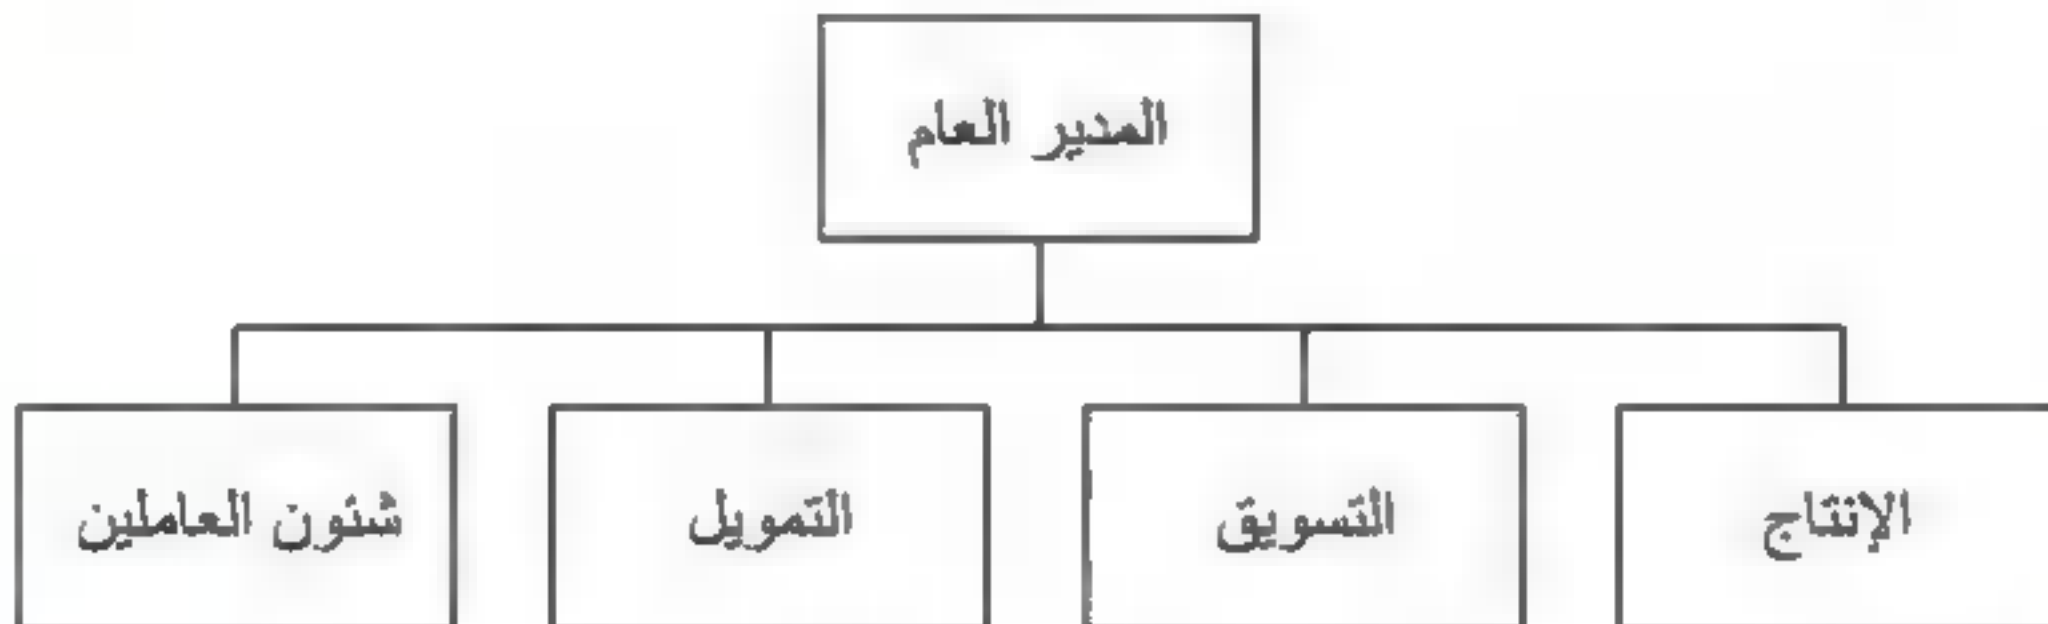 المدير العام
الإنتاج
التسويق
التمويل
شئون العاملين